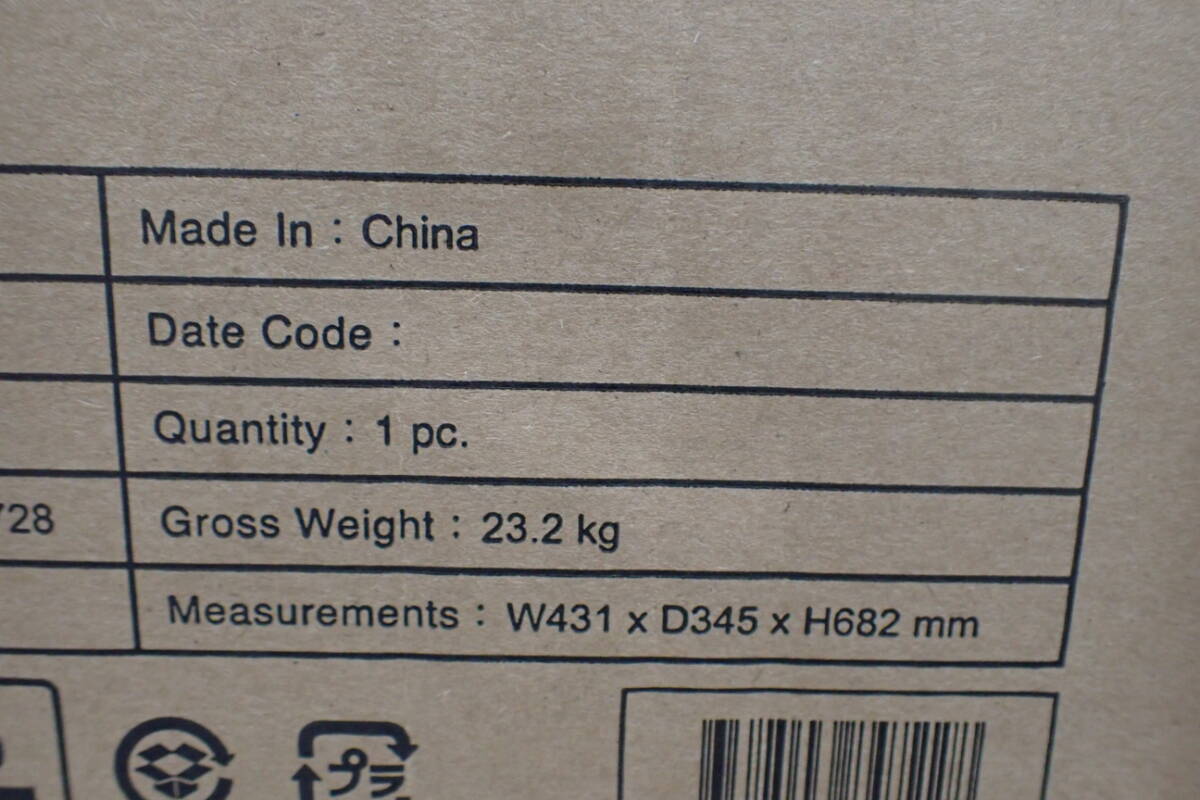 Made In : China
Date Code :
Quantity : 1 pc.
728 Gross Weight : 23.2 kg
Measurements : W431 x D345 x H682 mm
プラ